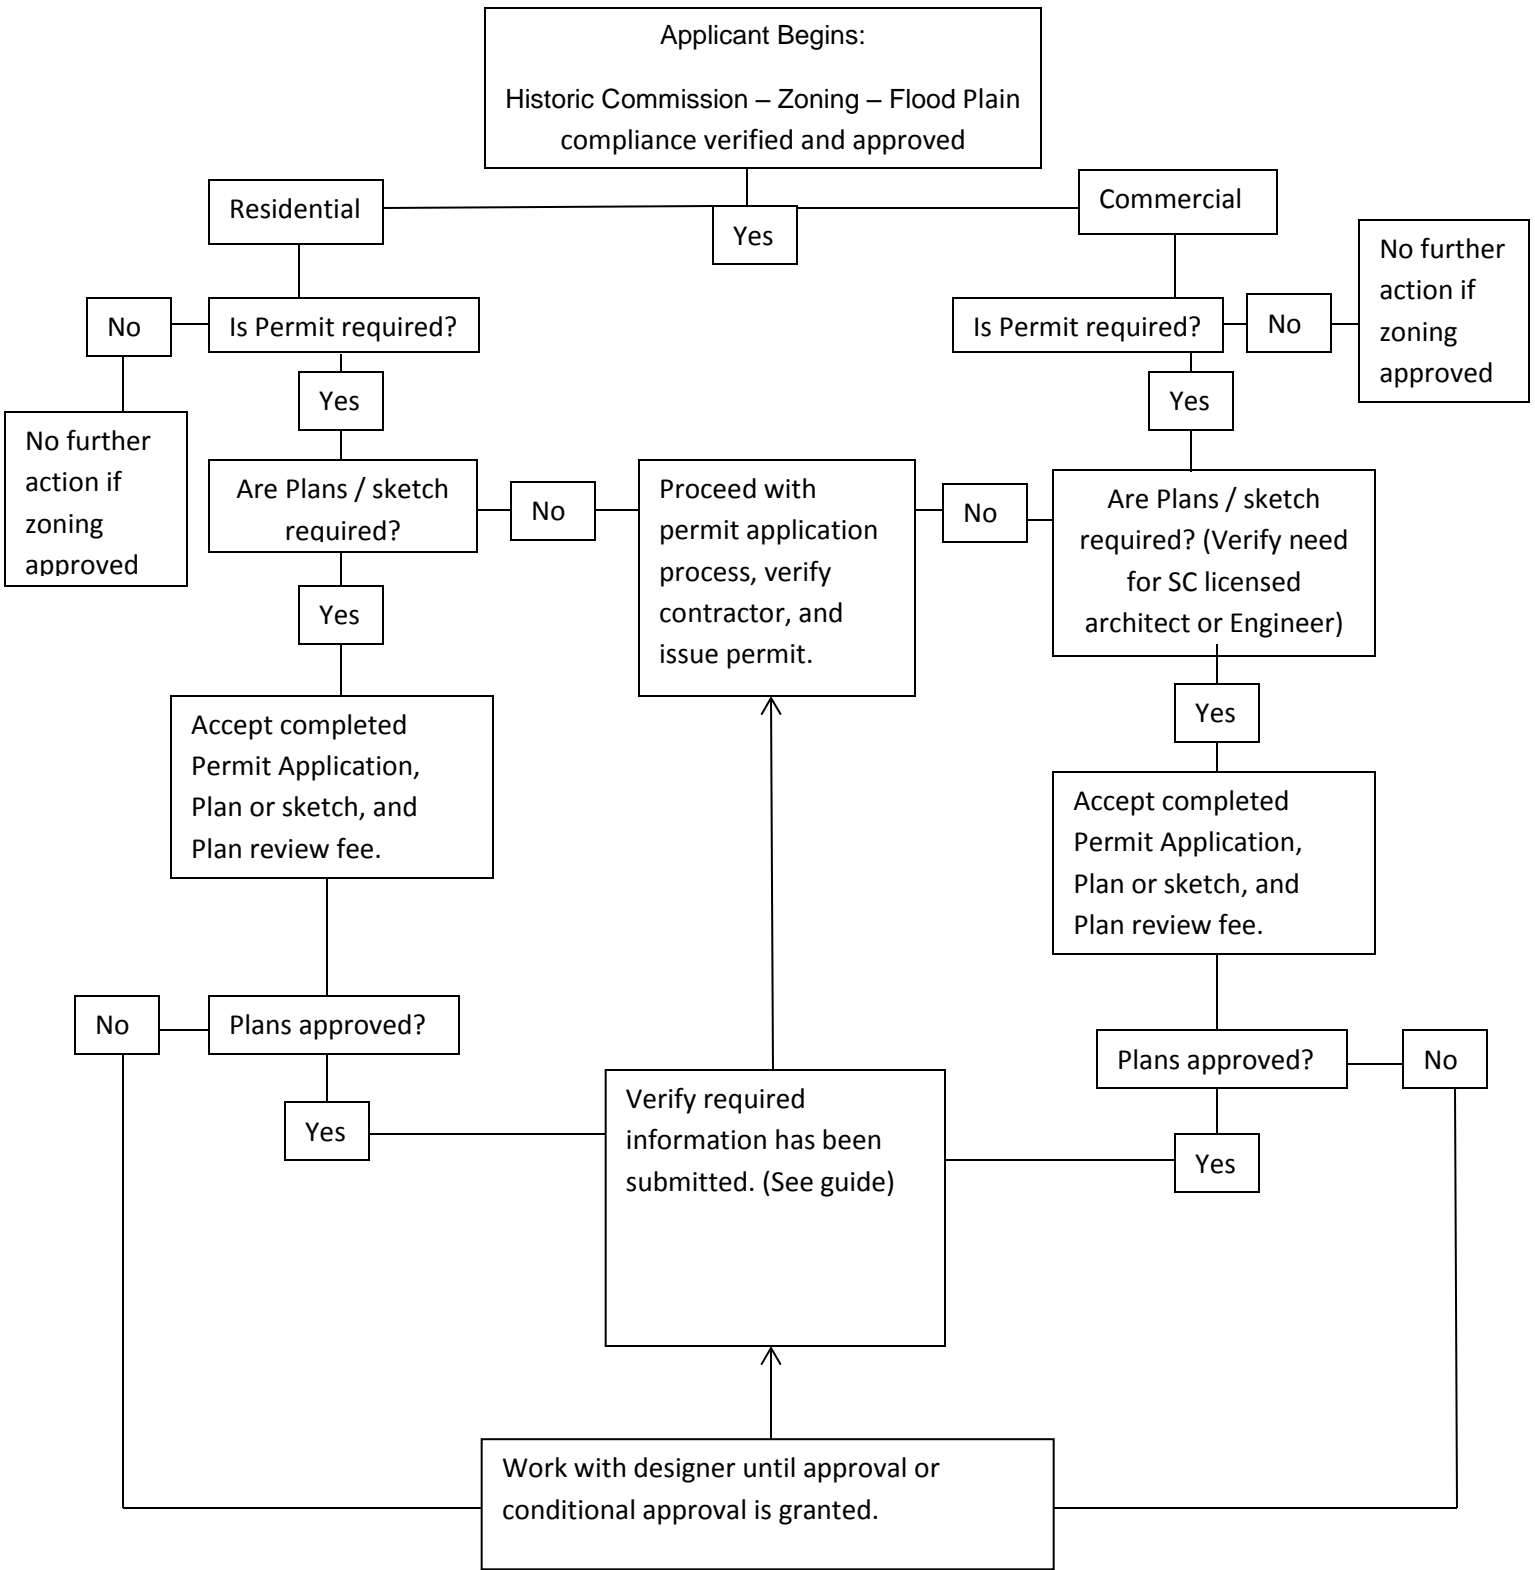 Applicant Begins:
Historic Commission – Zoning – Flood Plain
compliance verified and approved
Residential
Yes
Commercial
No further
action if
zoning
approved
No
Is Permit required?
Is Permit required?
No
Yes
Yes
No further
action if
zoning
approved
Are Plans / sketch
required?
No
Proceed with
permit application
process, verify
contractor, and
issue permit.
No
Are Plans / sketch
required? (Verify need
for SC licensed
architect or Engineer)
Yes
Yes
Accept completed
Permit Application,
Plan or sketch, and
Plan review fee.
Accept completed
Permit Application,
Plan or sketch, and
Plan review fee.
No
Plans approved?
Plans approved?
No
Yes
Verify required
information has been
submitted. (See guide)
Yes
Work with designer until approval or
conditional approval is granted.